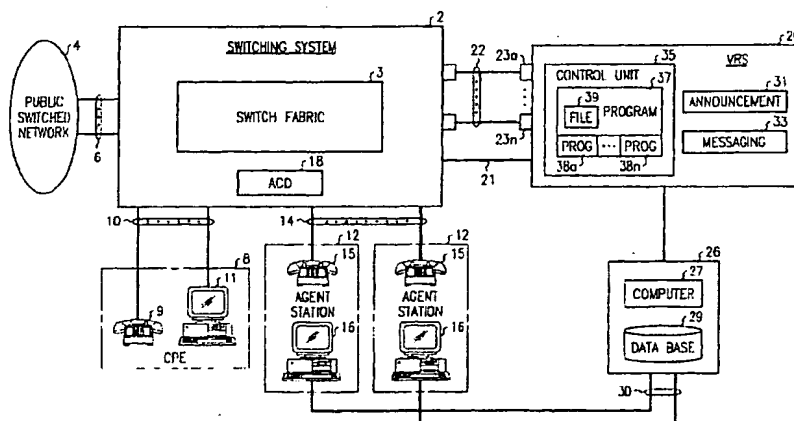 4
PUBLIC
SWITCHED
NETWORK
6
2
SWITCHING SYSTEM
3
SWITCH FABRIC
18
ACD
22
23a
23n
21
VRS
35
CONTROL UNIT
37
39
FILE
PROGRAM
PROG ··· PROG
38a
38n
31
ANNOUNCEMENT
33
MESSAGING
10
14
8
11
9
CPE
12
15
AGENT
STATION
16
12
15
AGENT
STATION
16
26
27
COMPUTER
29
DATA BASE
30